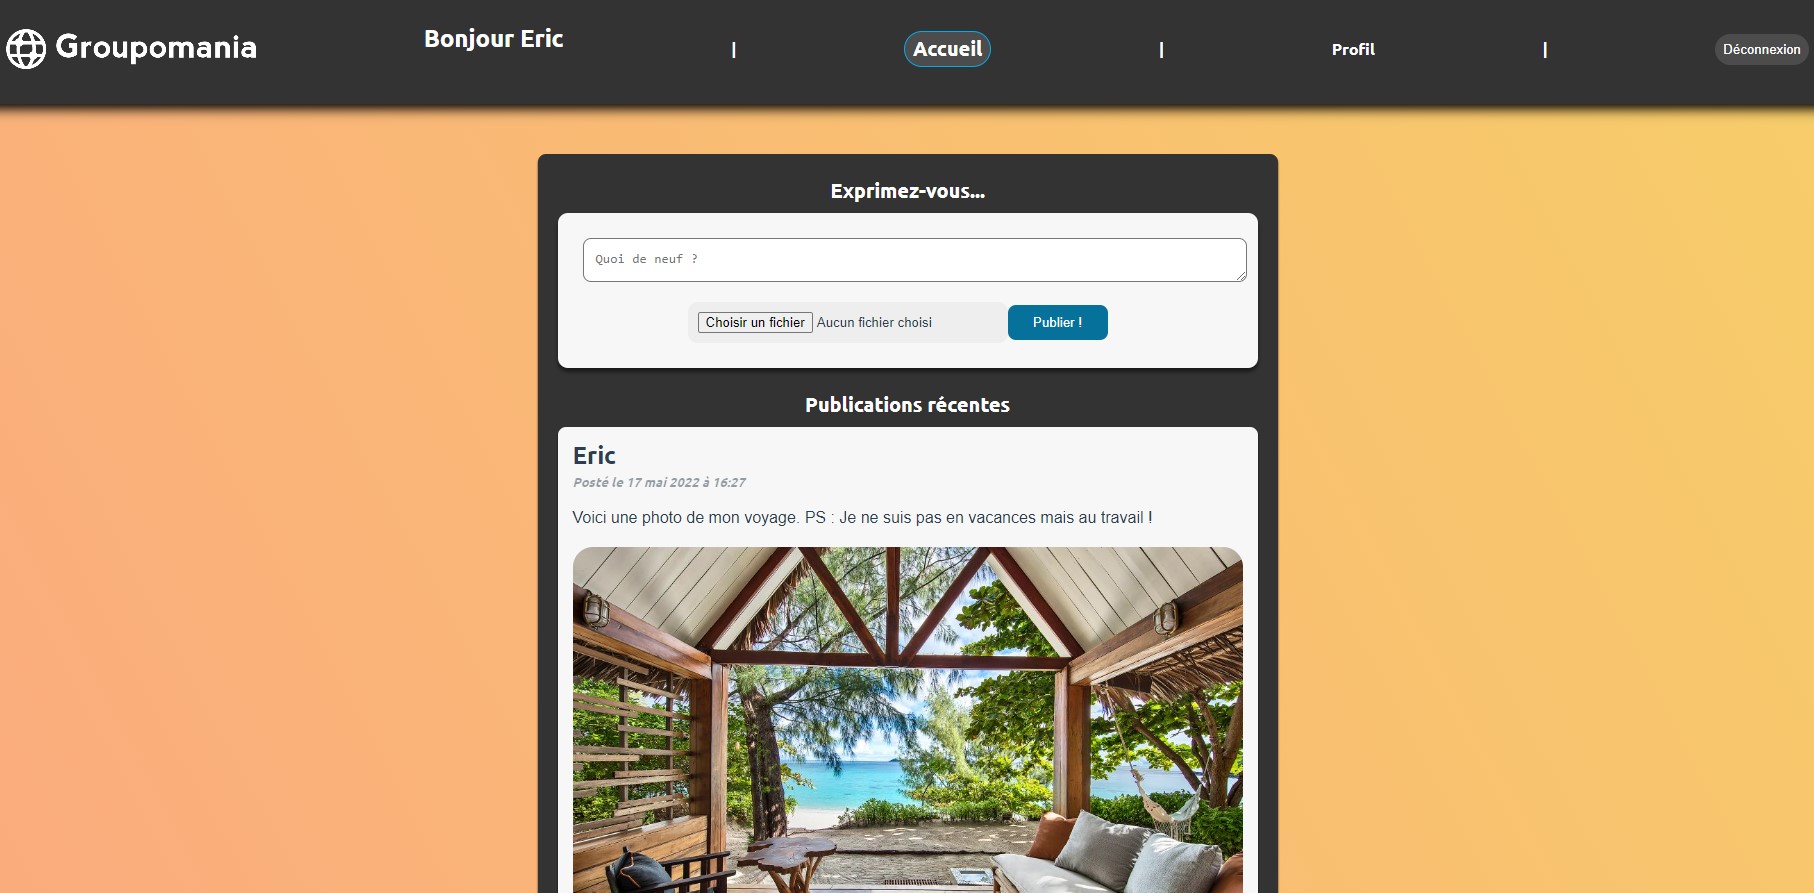 Groupomania
Bonjour Eric
|
Accueil
|
Profil
|
Déconnexion
Exprimez-vous...
Quoi de neuf ?
Choisir un fichier Aucun fichier choisi
Publier !
Publications récentes
Eric
Posté le 17 mai 2022 à 16:27
Voici une photo de mon voyage. PS : Je ne suis pas en vacances mais au travail !